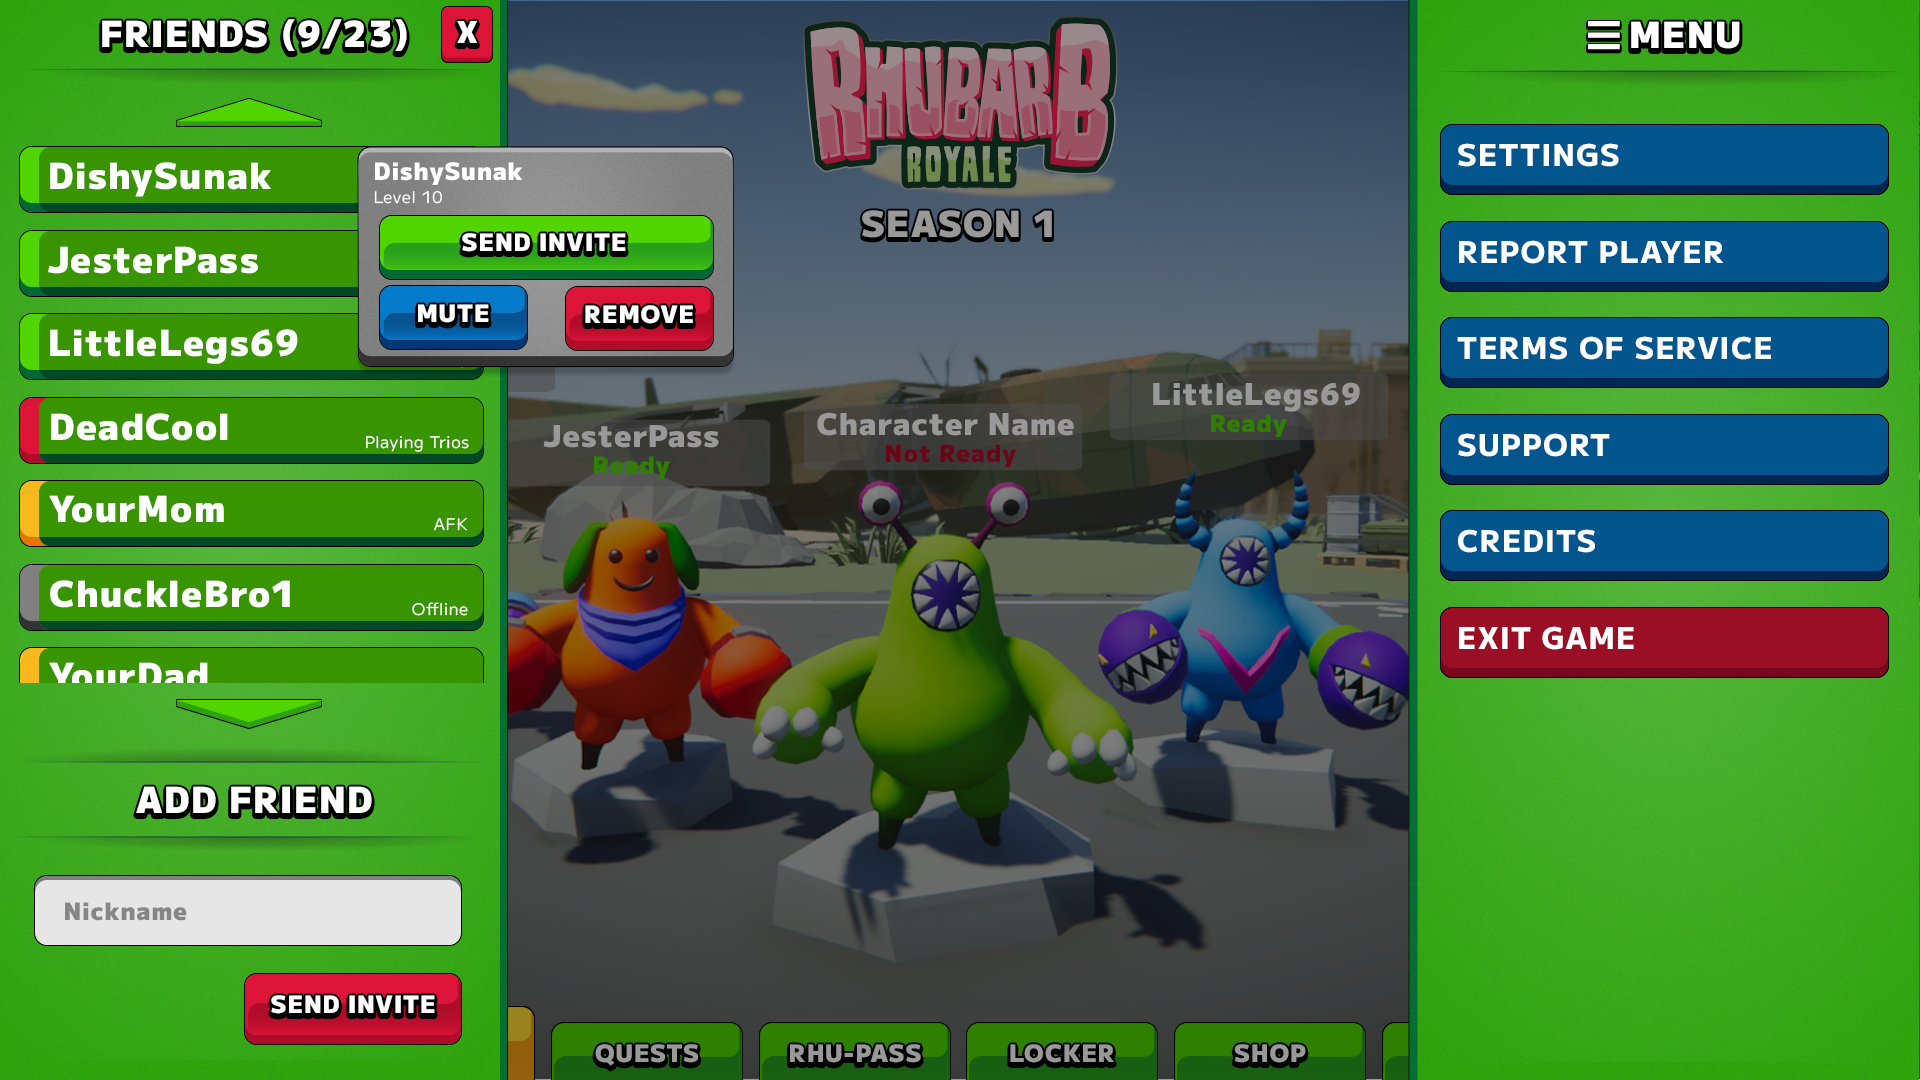 FRIENDS (9/23)
X
DishySunak
JesterPass
LittleLegs69
DeadCool
Playing Trios
YourMom
AFK
ChuckleBro1
Offline
YourDad
DishySunak
Level 10
SEND INVITE
MUTE
REMOVE
ADD FRIEND
Nickname
SEND INVITE
RHUBARB
ROYALE
SEASON 1
JesterPass
Ready
Character Name
Not Ready
LittleLegs69
Ready
QUESTS
RHU-PASS
LOCKER
SHOP
MENU
SETTINGS
REPORT PLAYER
TERMS OF SERVICE
SUPPORT
CREDITS
EXIT GAME